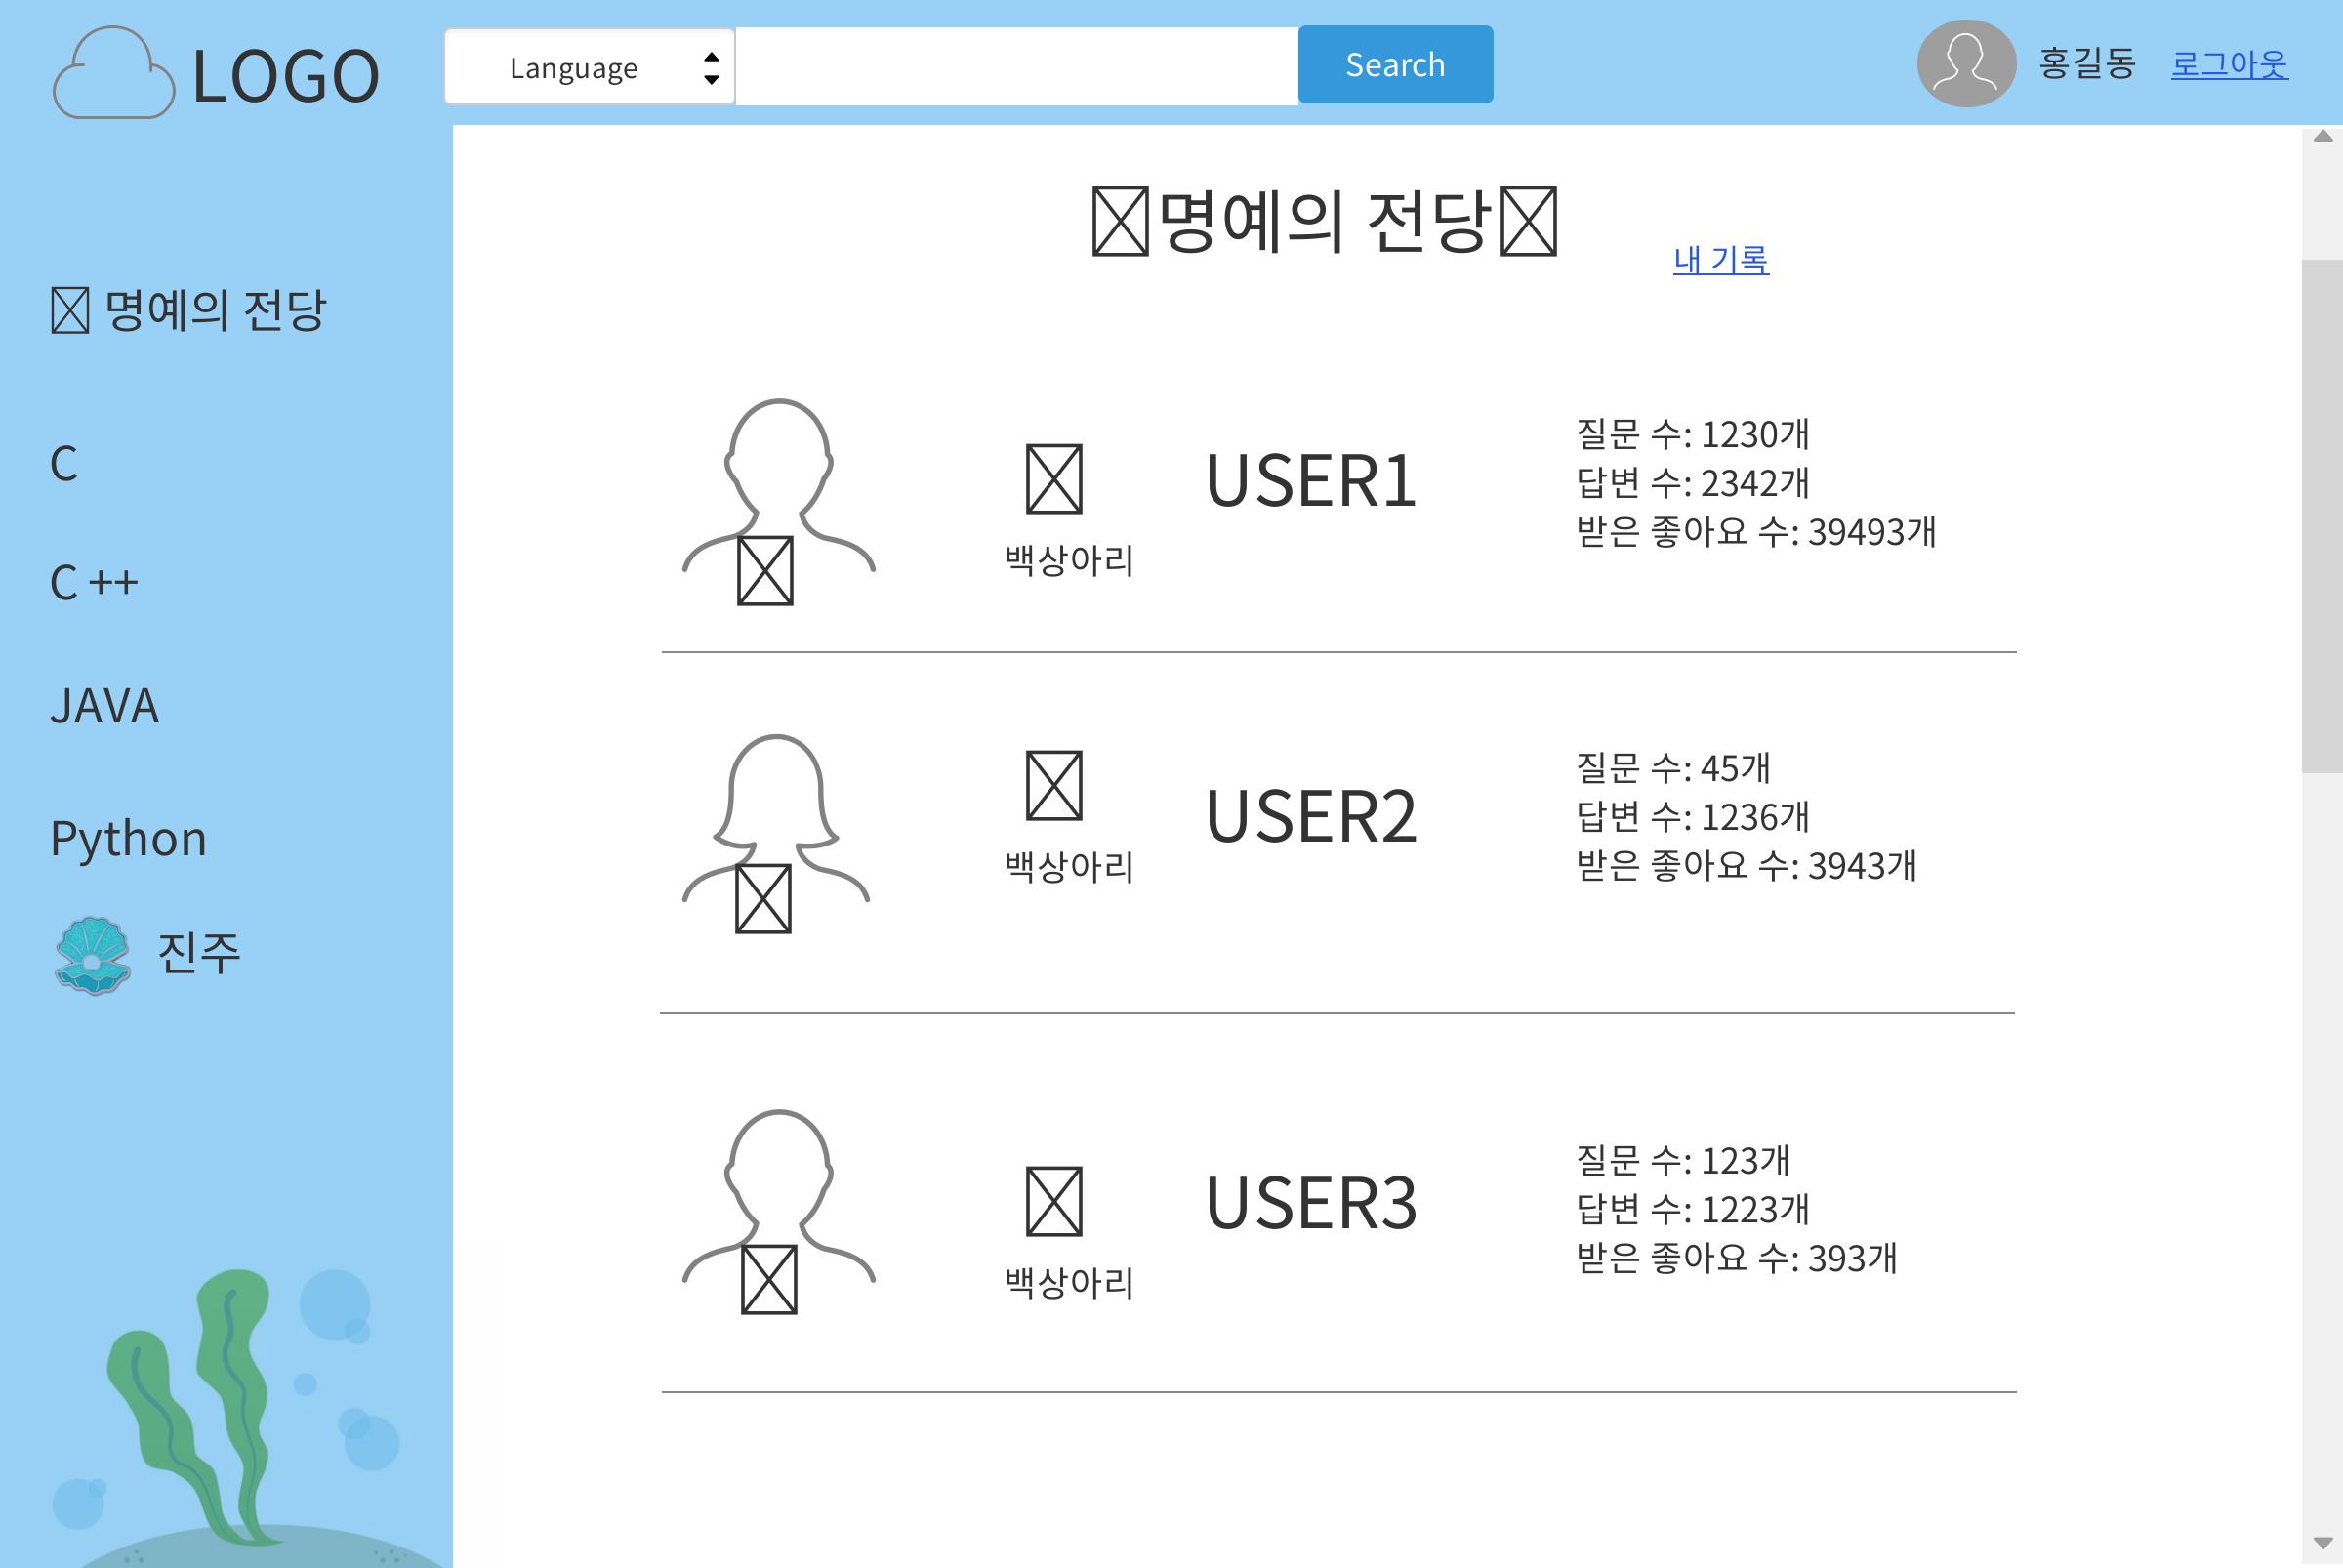 LOGO
Language
Search
홍길동
로그아웃
명예의 전당
내 기록
명예의 전당
C
C ++
JAVA
Python
진주
백상아리
USER1
질문 수: 1230개
답변 수: 2342개
받은 좋아요 수: 39493개
백상아리
USER2
질문 수: 45개
답변 수: 1236개
받은 좋아요 수: 3943개
백상아리
USER3
질문 수: 123개
답변 수: 1223개
받은 좋아요 수: 393개